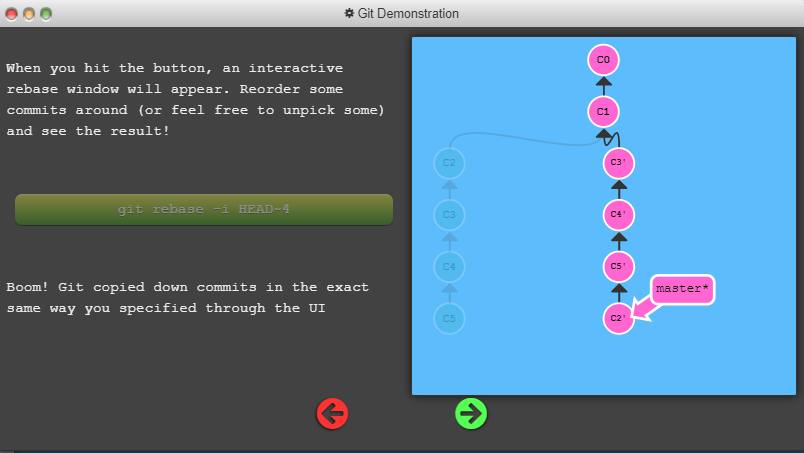 Git Demonstration
When you hit the button, an interactive
rebase window will appear. Reorder some
commits around (or feel free to unpick some)
and see the result!
git rebase -i HEAD~4
Boom! Git copied down commits in the exact
same way you specified through the UI
C0
C1
C2
C3'
C3
C4'
C4
C5'
master*
C5
C2'